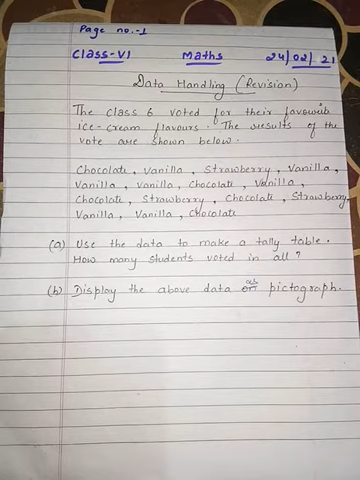 Page no.-1
Class-VI Maths 24/02/21
Data Handling (Revision)
The class 6 voted for their favourite
ice-cream flavours. The results of the
vote are shown below.
Chocolate, Vanilla, Strawberry, Vanilla,
Vanilla, Vanilla, Chocolate, Vanilla,
Chocolate, Strawberry, Chocolate, Strawberry,
Vanilla, Vanilla, Chocolate
(a) Use the data to make a tally table.
How many students voted in all?
(b) Display the above data as pictograph.